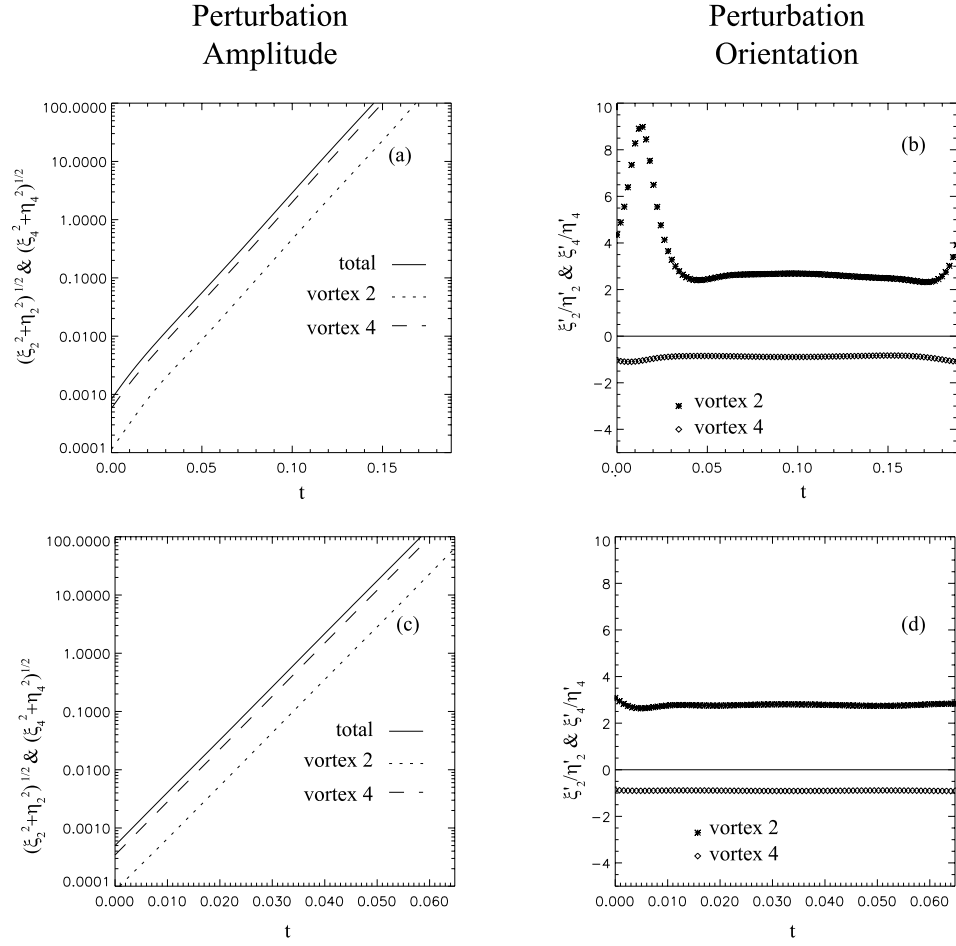 Perturbation
Amplitude
Perturbation
Orientation
(ξ₂²+η₂²)^1/2 & (ξ₄²+η₄²)^1/2
100.0000
10.0000
1.0000
0.1000
0.0100
0.0010
0.0001
(a)
total
vortex 2
vortex 4
0.00 0.05 0.10 0.15
t
ξ'₂/η'₂ & ξ'₄/η'₄
10
8
6
4
2
0
−2
−4
(b)
vortex 2
vortex 4
0.00 0.05 0.10 0.15
t
(ξ₂²+η₂²)^1/2 & (ξ₄²+η₄²)^1/2
100.0000
10.0000
1.0000
0.1000
0.0100
0.0010
0.0001
(c)
total
vortex 2
vortex 4
0.000 0.010 0.020 0.030 0.040 0.050 0.060
t
ξ'₂/η'₂ & ξ'₄/η'₄
10
8
6
4
2
0
−2
−4
(d)
vortex 2
vortex 4
0.000 0.010 0.020 0.030 0.040 0.050 0.060
t